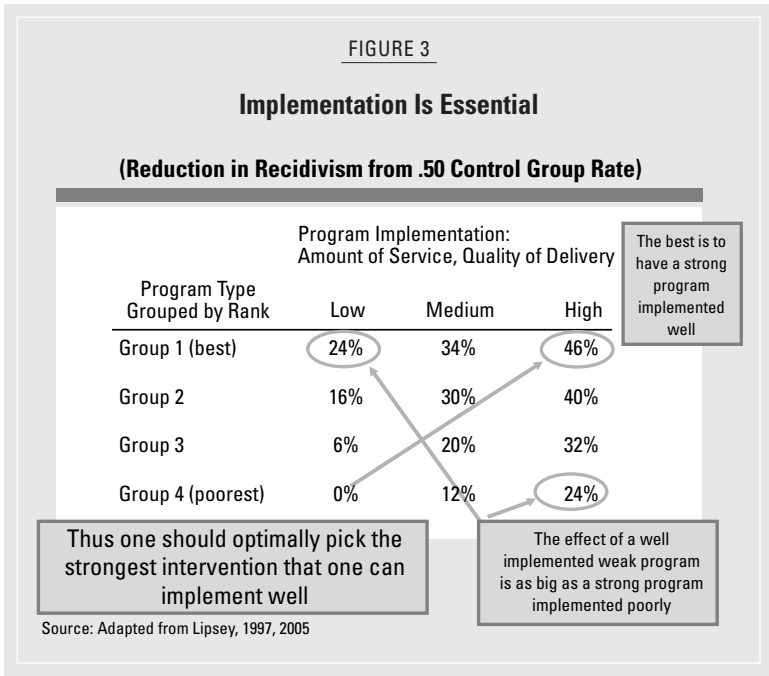 FIGURE 3
Implementation Is Essential
(Reduction in Recidivism from .50 Control Group Rate)
Program Implementation:
Amount of Service, Quality of Delivery
The best is to
have a strong
program
implemented
well
Program Type
Grouped by Rank Low Medium High
Group 1 (best) 24% 34% 46%
Group 2 16% 30% 40%
Group 3 6% 20% 32%
Group 4 (poorest) 0% 12% 24%
Thus one should optimally pick the
strongest intervention that one can
implement well
The effect of a well
implemented weak program
is as big as a strong program
implemented poorly
Source: Adapted from Lipsey, 1997, 2005